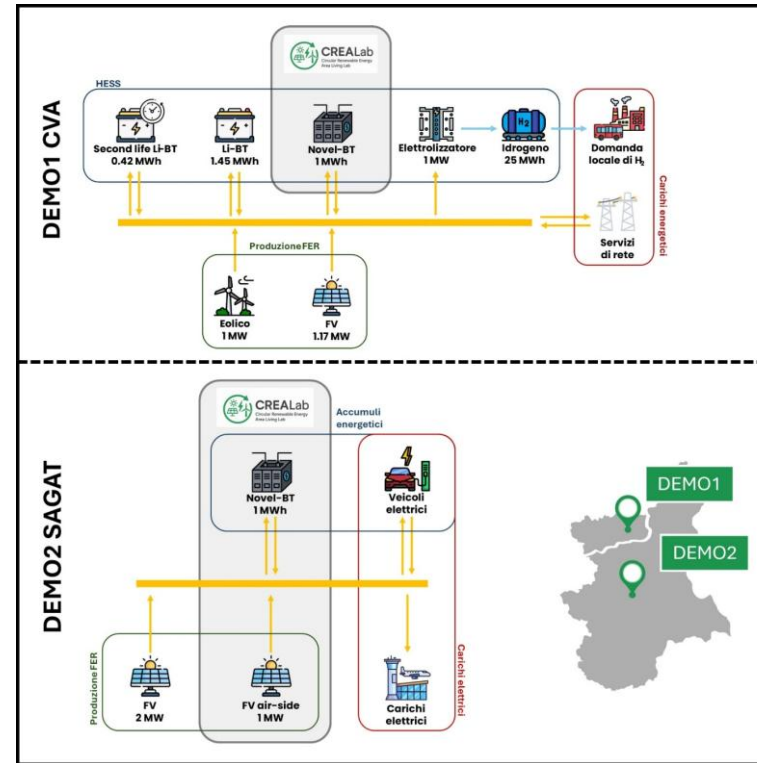 DEMO1 CVA
CREALab
Circular Renewable Energy
Area Living Lab
HESS
Second life Li-BT
0.42 MWh
Li-BT
1.45 MWh
Novel-BT
1 MWh
Elettrolizzatore
1 MW
H2
Idrogeno
25 MWh
Domanda
locale di H₂
Carichi energetici
Servizi
di rete
Produzione FER
Eolico
1 MW
FV
1.17 MW
DEMO2 SAGAT
CREALab
Circular Renewable Energy
Area Living Lab
Accumuli
energetici
Novel-BT
1 MWh
Veicoli
elettrici
Produzione FER
FV
2 MW
FV air-side
1 MW
Carichi
elettrici
Carichi elettrici
DEMO1
DEMO2